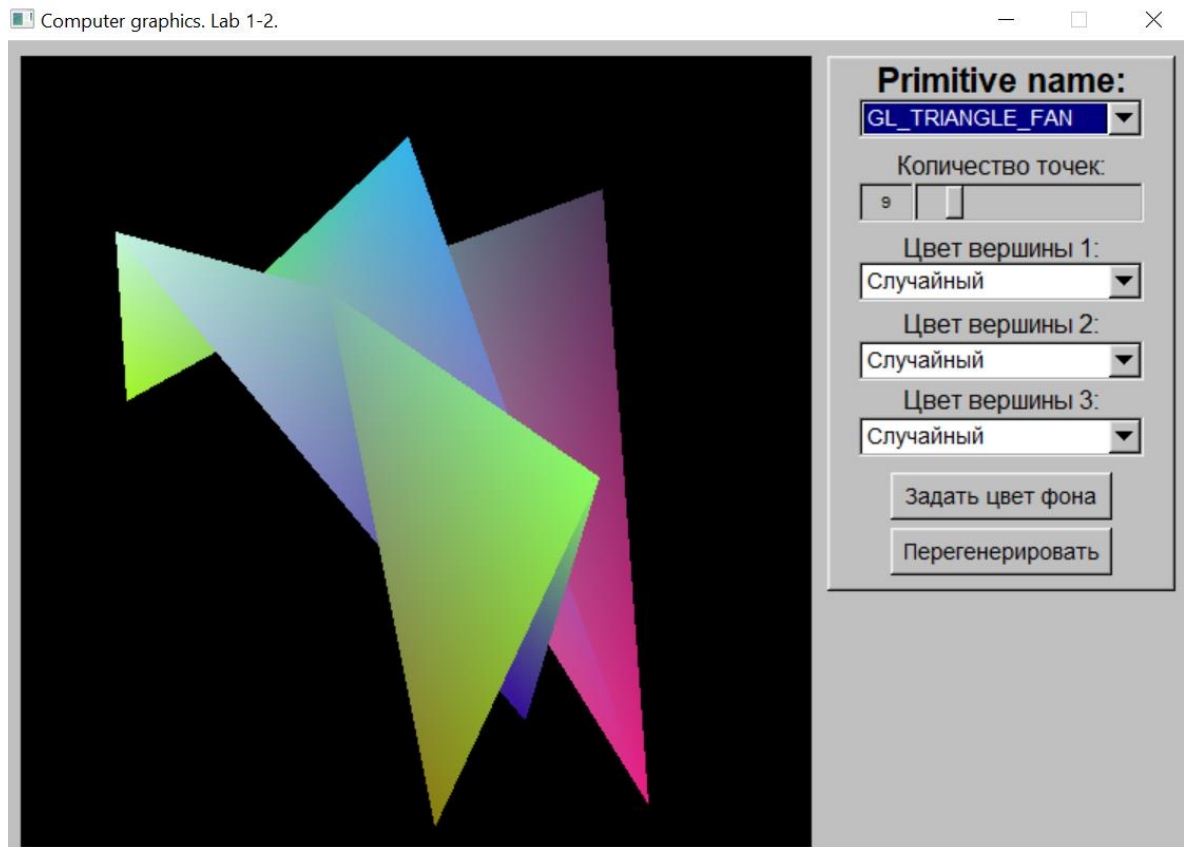 Computer graphics. Lab 1-2.
Primitive name:
GL_TRIANGLE_FAN
Количество точек:
9
Цвет вершины 1:
Случайный
Цвет вершины 2:
Случайный
Цвет вершины 3:
Случайный
Задать цвет фона
Перегенерировать